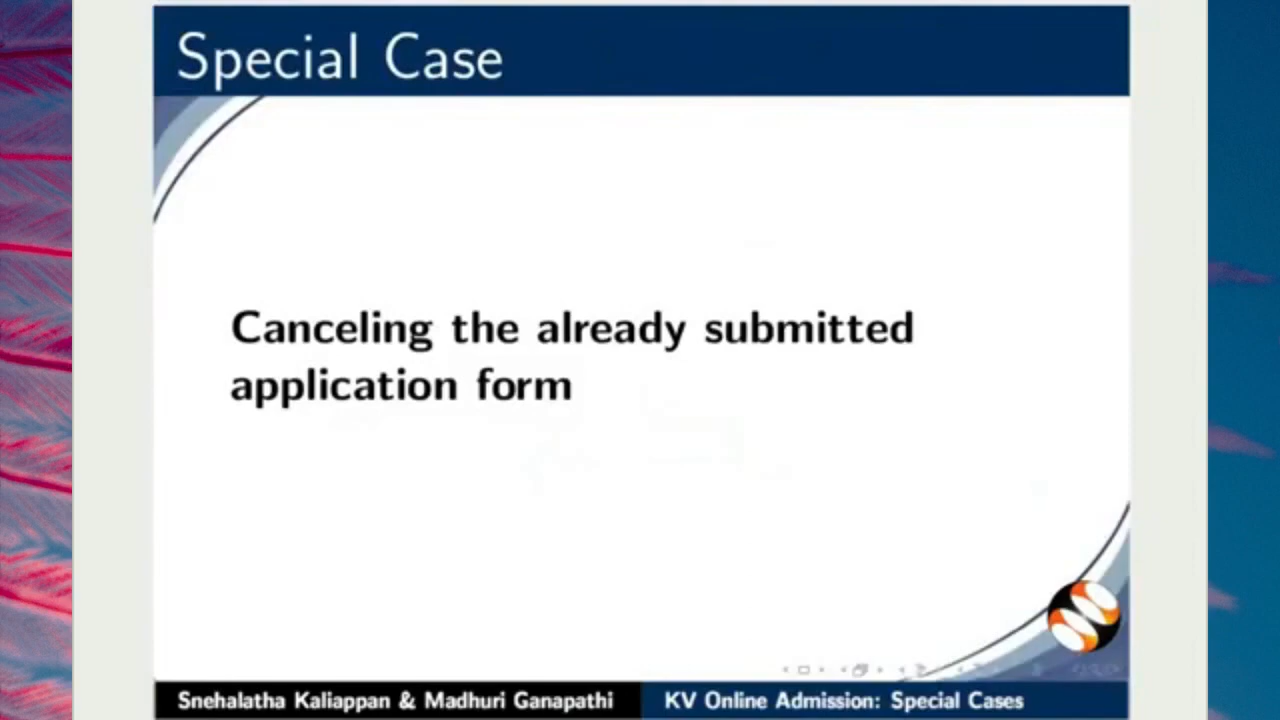 Special Case
Canceling the already submitted
application form
Snehalatha Kaliappan & Madhuri Ganapathi
KV Online Admission: Special Cases